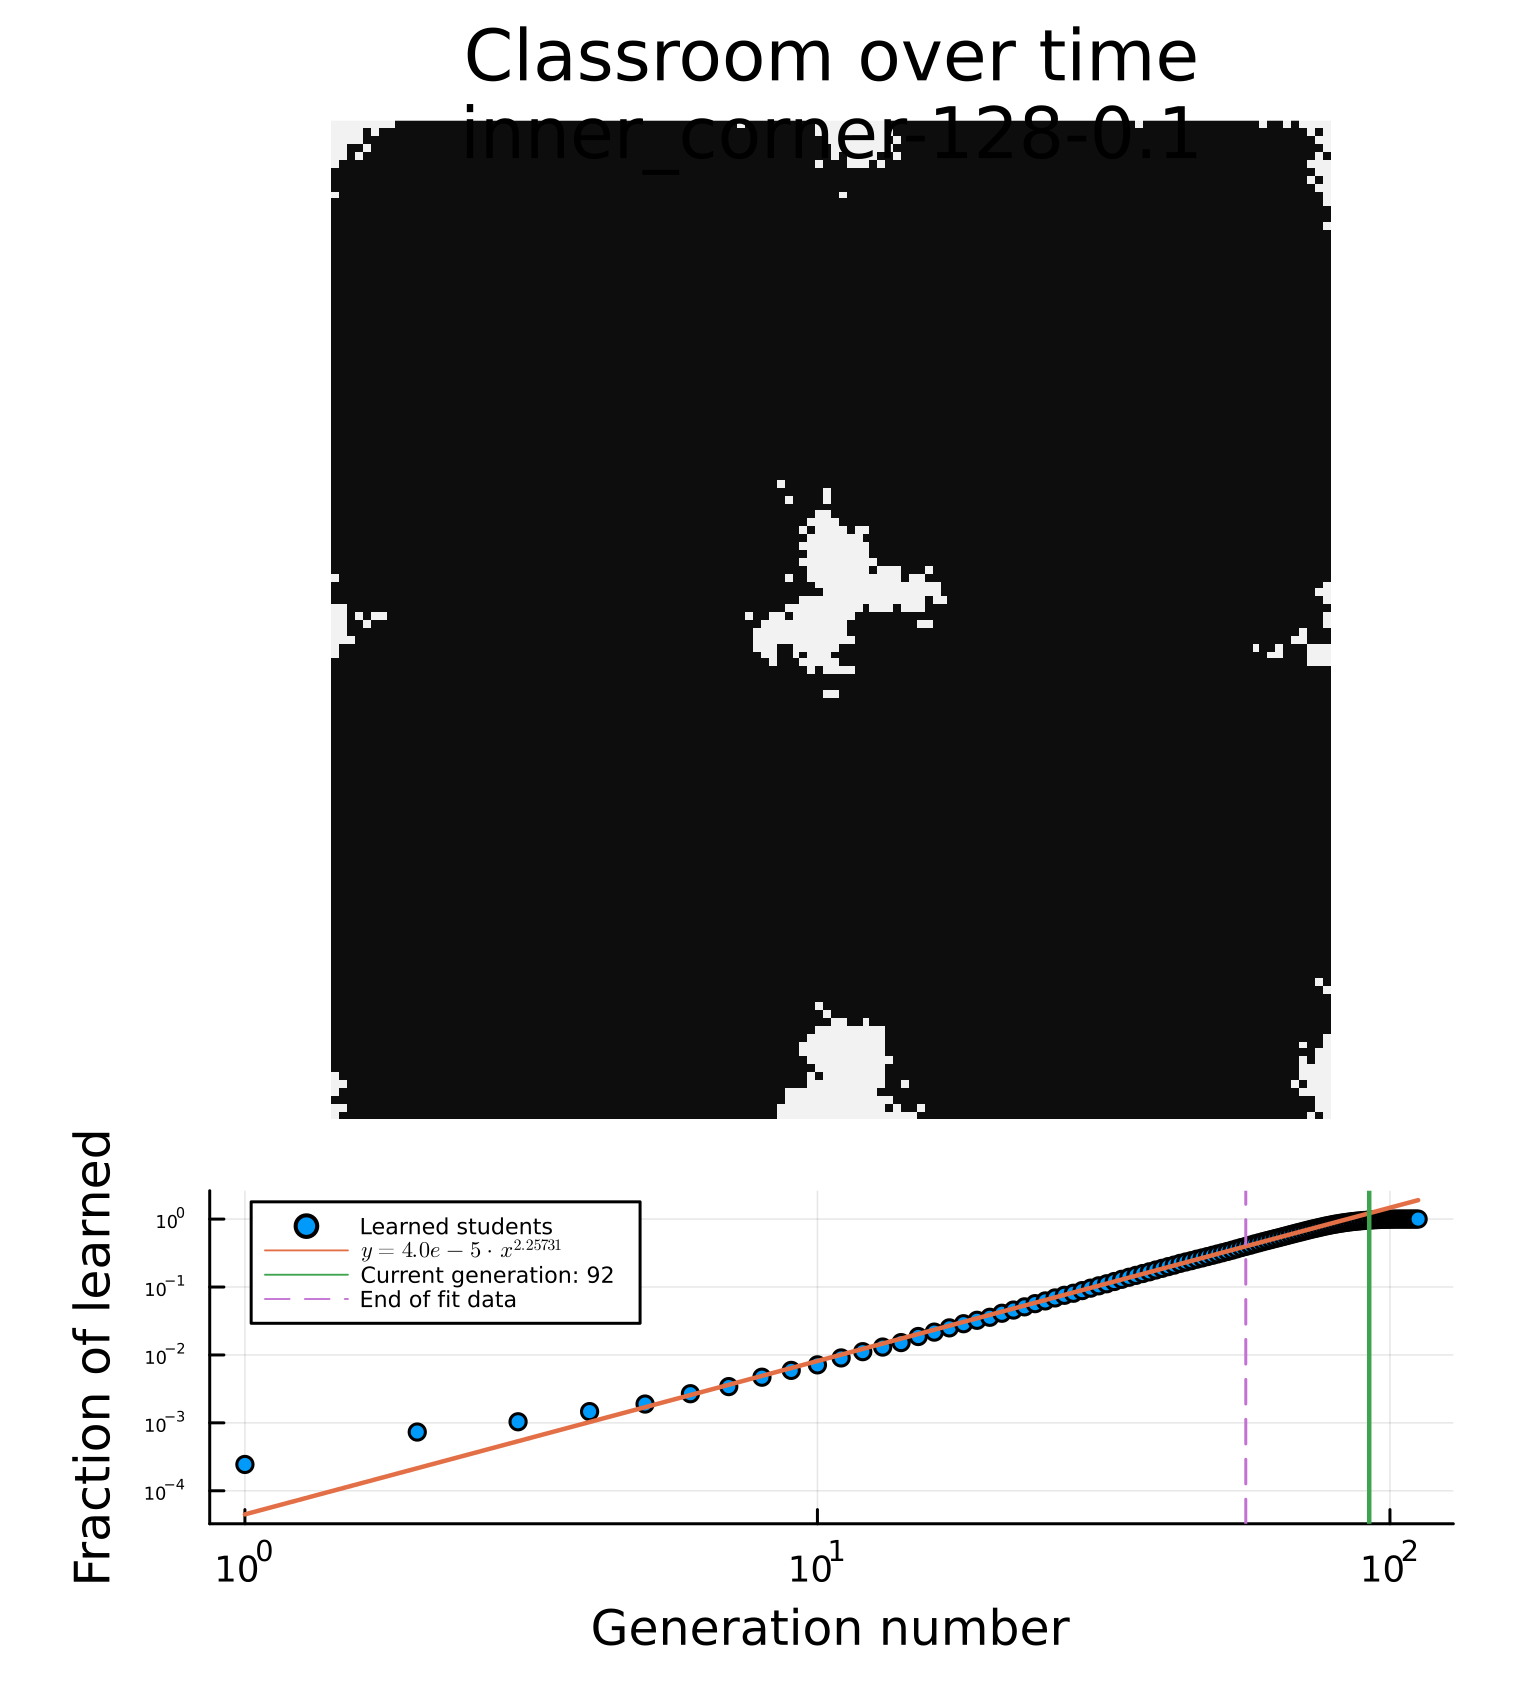 Classroom over time
inner_corner-128-0.1
Fraction of learned
10^0
10^-1
10^-2
10^-3
10^-4
Learned students
y = 4.0e − 5 · x^2.25731
Current generation: 92
End of fit data
10^0 10^1 10^2
Generation number